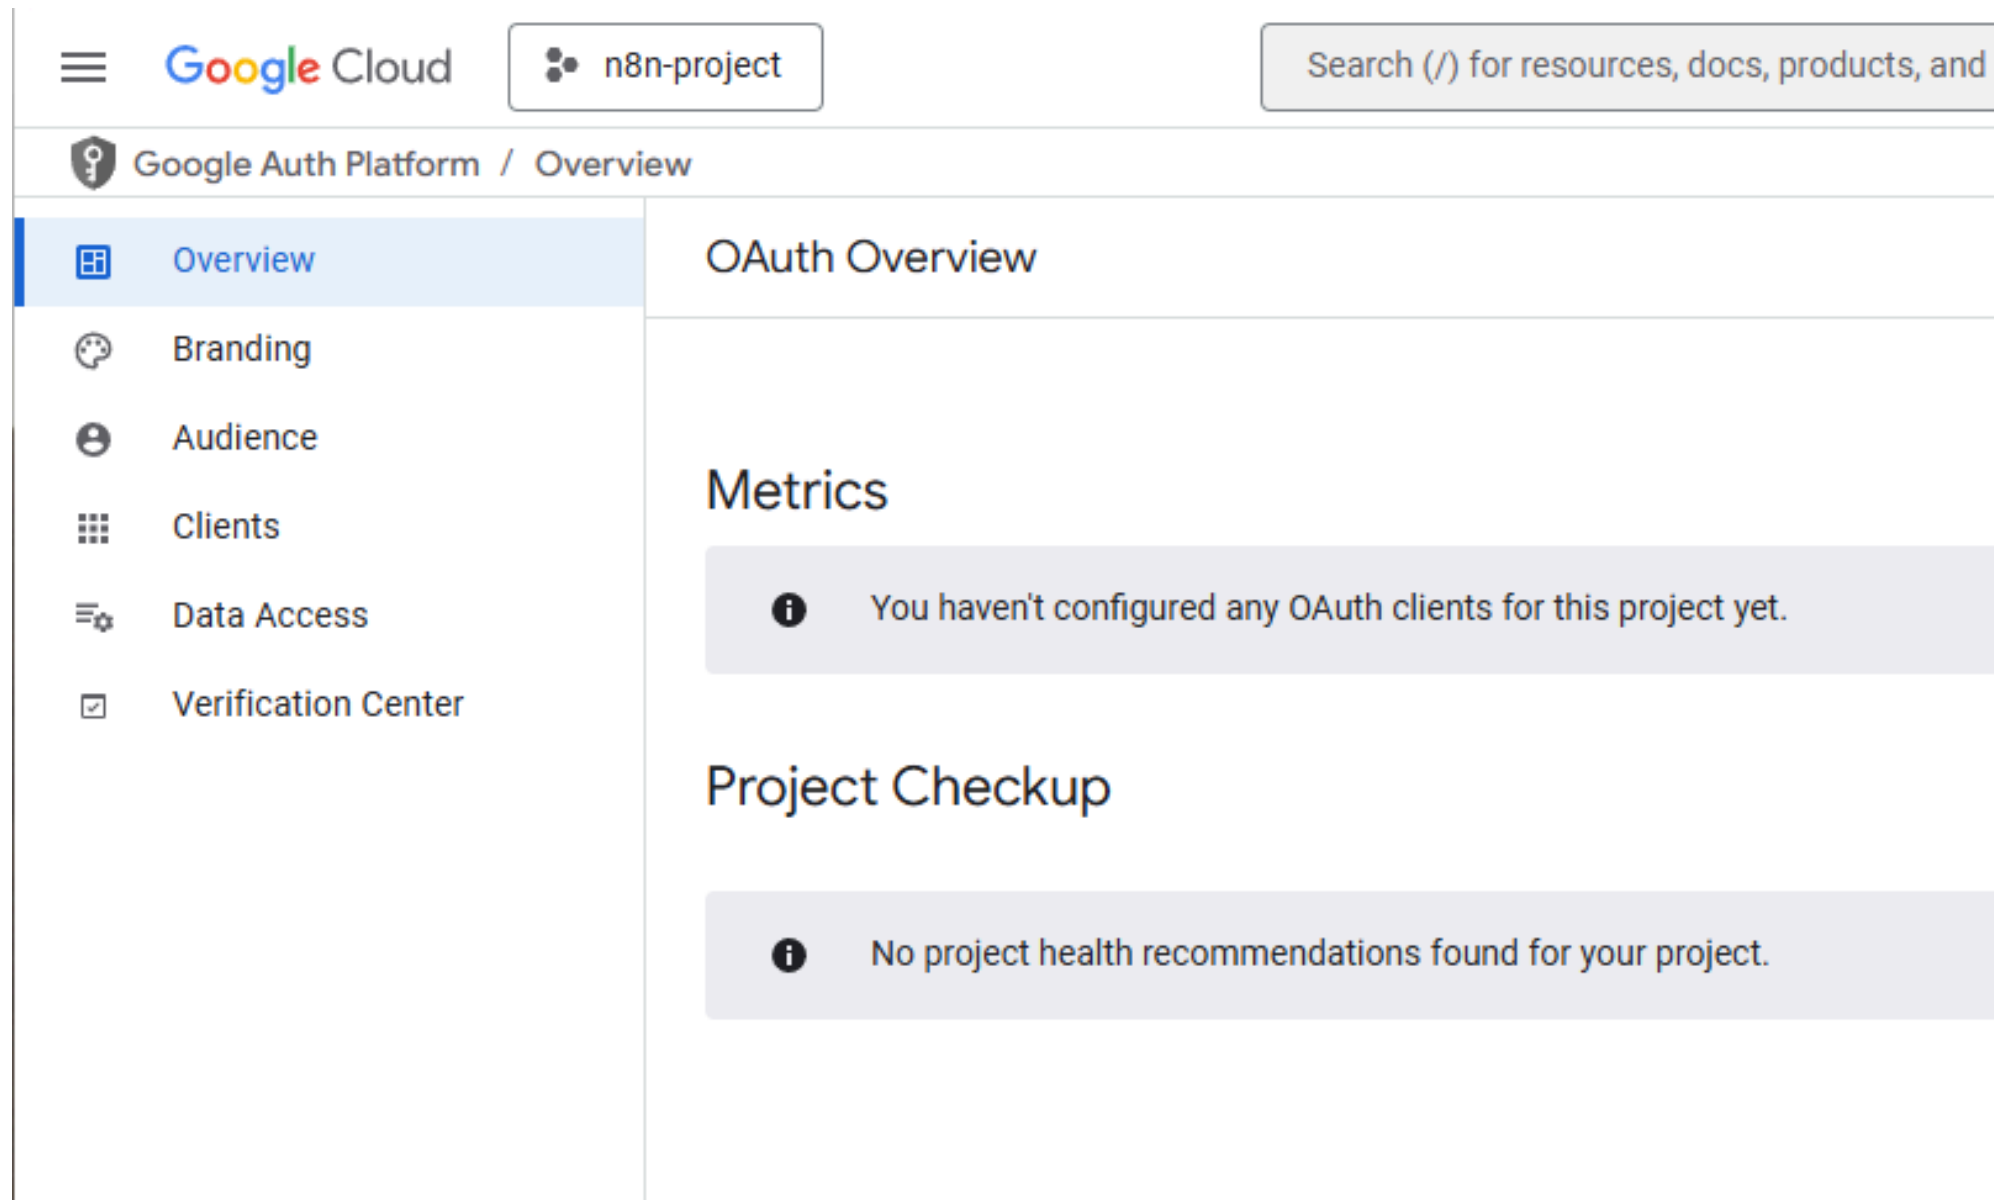 Google Cloud
n8n-project
Search (/) for resources, docs, products, and
Google Auth Platform / Overview
Overview
Branding
Audience
Clients
Data Access
Verification Center
OAuth Overview
Metrics
You haven't configured any OAuth clients for this project yet.
Project Checkup
No project health recommendations found for your project.